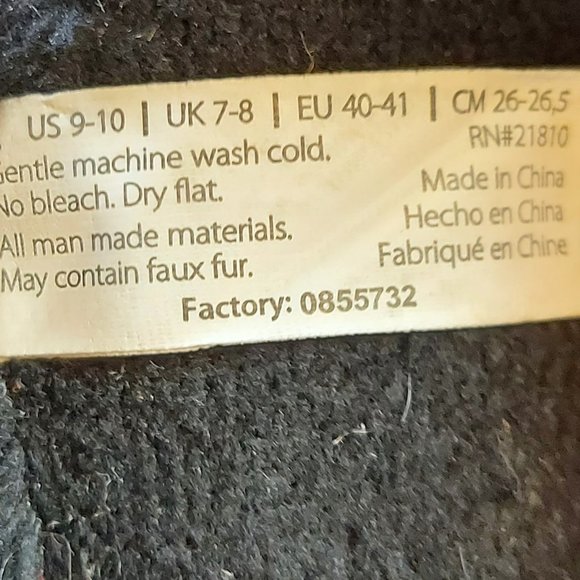 US 9-10 | UK 7-8 | EU 40-41 | CM 26-26,5
RN#21810
Gentle machine wash cold.
No bleach. Dry flat.
All man made materials.
May contain faux fur.
Made in China
Hecho en China
Fabriqué en Chine
Factory: 0855732